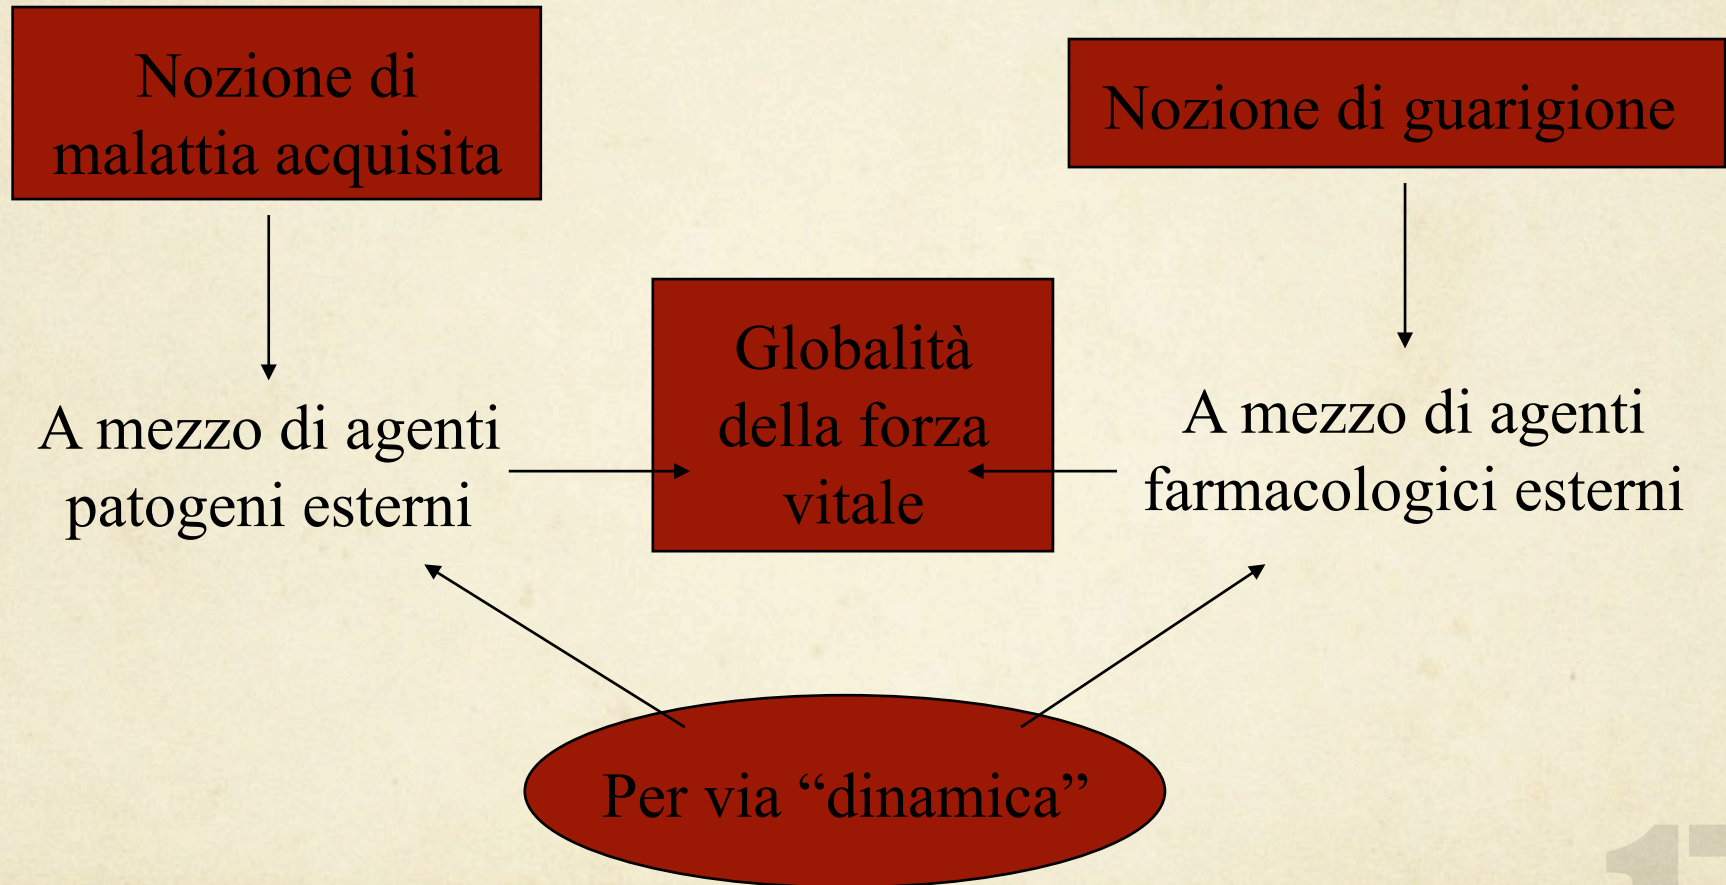 Nozione di
malattia acquisita
Nozione di guarigione
Globalità
della forza
vitale
A mezzo di agenti
patogeni esterni
A mezzo di agenti
farmacologici esterni
Per via “dinamica”
17